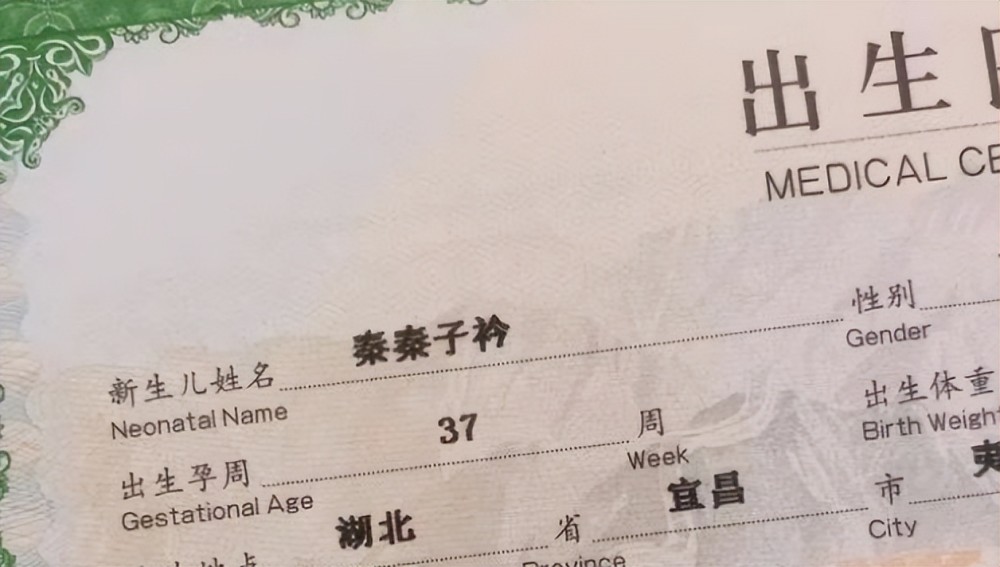 出生
MEDICAL CE
新生儿姓名 秦秦子衿 性别
Neonatal Name Gender
出生孕周 37 周 出生体重
Gestational Age Week Birth Weigh
湖北 省 宜昌 市
Province City